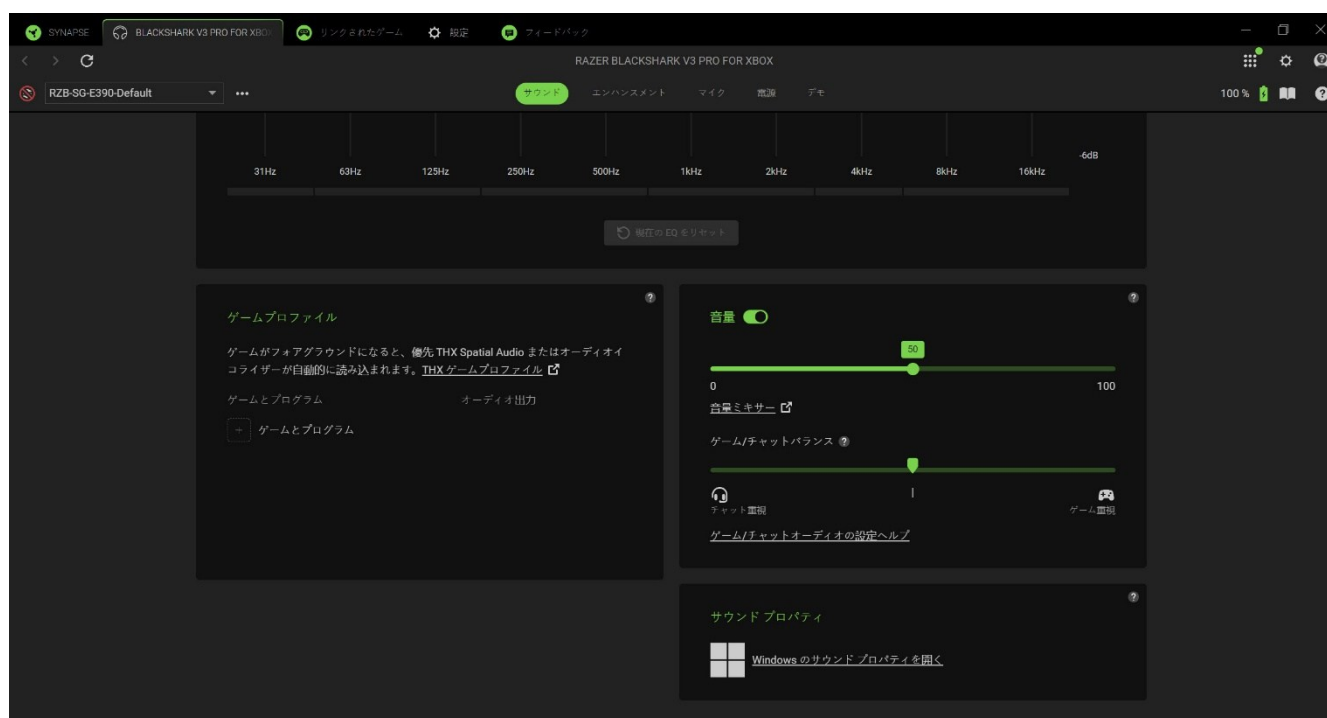 SYNAPSE
BLACKSHARK V3 PRO FOR XBOX
リンクされたゲーム
設定
フィードバック
RAZER BLACKSHARK V3 PRO FOR XBOX
RZB-SG-E390-Default
サウンド
エンハンスメント
マイク
電源
デモ
100 %
-6dB
31Hz 63Hz 125Hz 250Hz 500Hz 1kHz 2kHz 4kHz 8kHz 16kHz
現在の EQ をリセット
ゲームプロファイル
ゲームがフォアグラウンドになると、優先 THX Spatial Audio またはオーディオイ
コライザーが自動的に読み込まれます。THX ゲームプロファイル
ゲームとプログラム オーディオ出力
+ ゲームとプログラム
音量
50
0 100
音量ミキサー
ゲーム/チャットバランス ?
チャット重視 ゲーム重視
ゲーム/チャットオーディオの設定ヘルプ
サウンド プロパティ
Windows のサウンド プロパティを開く